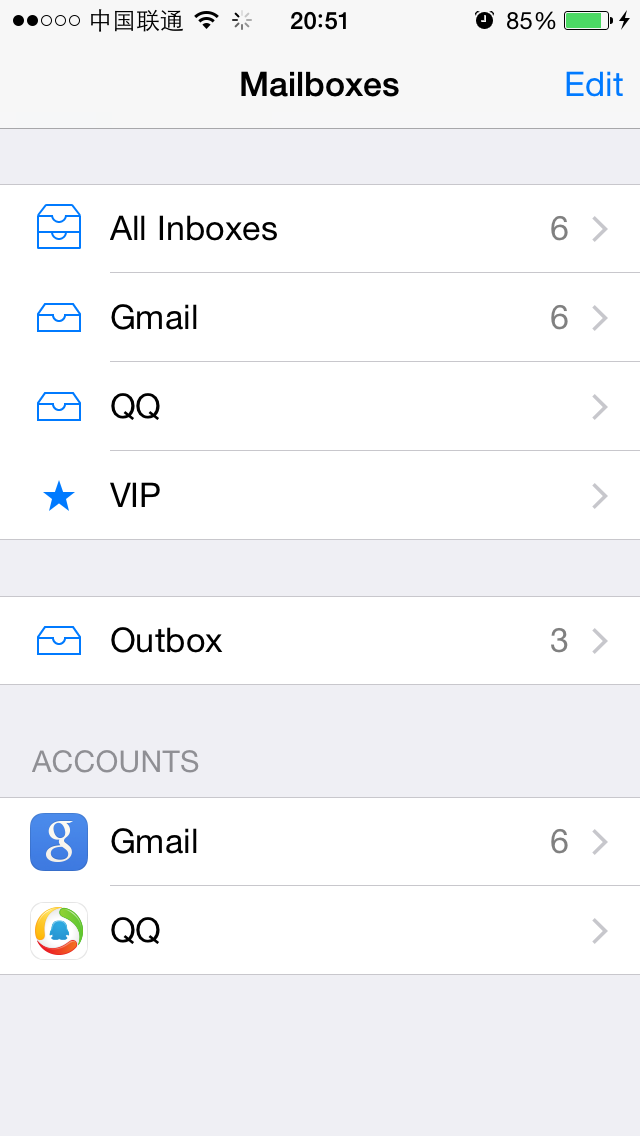 中国联通 20:51 85%
Mailboxes Edit
All Inboxes 6
Gmail 6
QQ
VIP
Outbox 3
ACCOUNTS
g Gmail 6
QQ